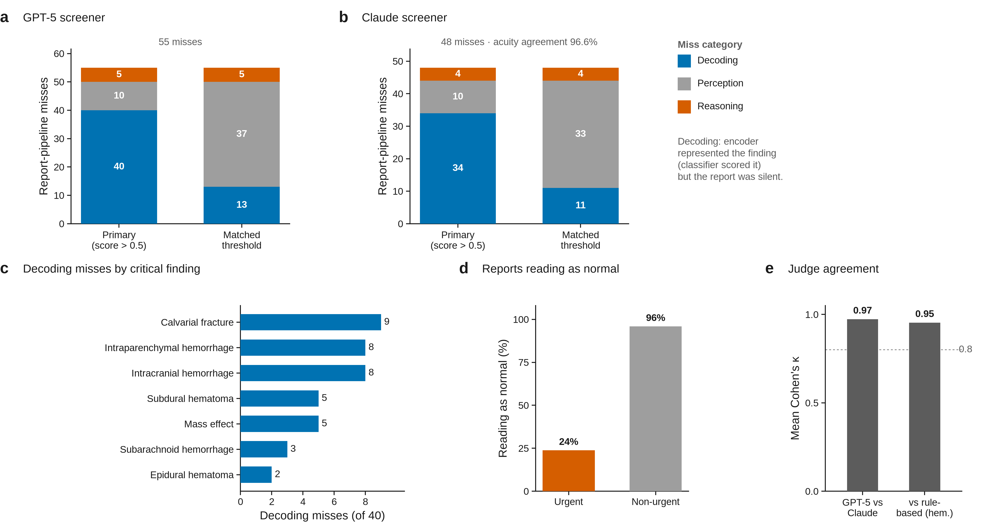 a GPT-5 screener
55 misses
Report-pipeline misses
60
50
40
30
20
10
0
5
10
40
5
37
13
Primary
(score > 0.5)
Matched
threshold
b Claude screener
48 misses · acuity agreement 96.6%
Report-pipeline misses
50
40
30
20
10
0
4
10
34
4
33
11
Primary
(score > 0.5)
Matched
threshold
Miss category
Decoding
Perception
Reasoning
Decoding: encoder
represented the finding
(classifier scored it)
but the report was silent.
c Decoding misses by critical finding
Calvarial fracture 9
Intraparenchymal hemorrhage 8
Intracranial hemorrhage 8
Subdural hematoma 5
Mass effect 5
Subarachnoid hemorrhage 3
Epidural hematoma 2
0 2 4 6 8
Decoding misses (of 40)
d Reports reading as normal
Reading as normal (%)
100
75
50
25
0
24%
96%
Urgent
Non-urgent
e Judge agreement
Mean Cohen's κ
1.0
0.5
0.0
0.97
0.95
0.8
GPT-5 vs
Claude
vs rule-
based (hem.)